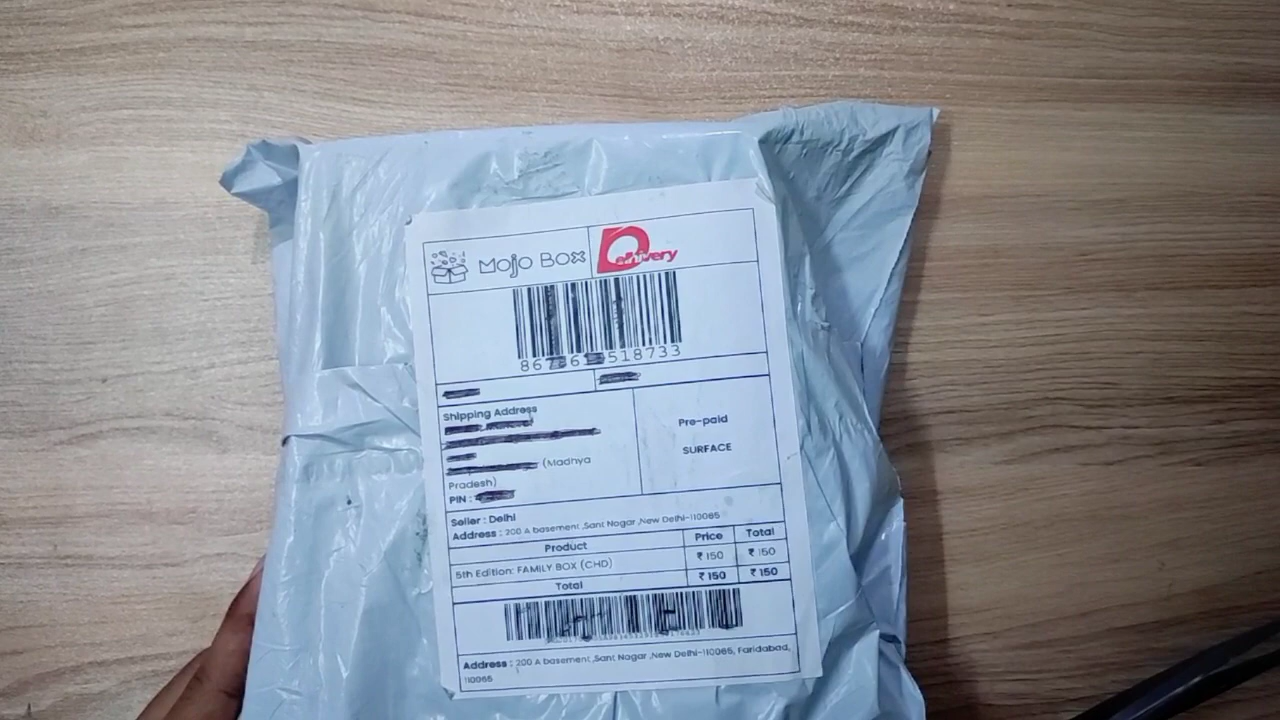 Mojo Box
Delhivery
518733
Shipping Address
(Madhya
Pradesh)
PIN :
Pre-paid
SURFACE
Seller : Delhi
Address : 200 A basement ,Sant Nagar ,New Delhi-110065
Product Price Total
5th Edition: FAMILY BOX (CHD) ₹ 150 ₹ 150
Total ₹ 150 ₹ 150
Address : 200 A basement ,Sant Nagar ,New Delhi-110065, Faridabad,
110065